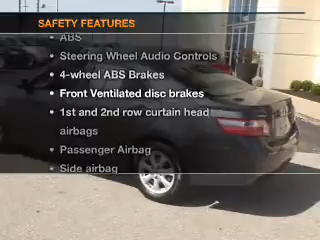 SAFETY FEATURES
• ABS
• Steering Wheel Audio Controls
• 4-wheel ABS Brakes
• Front Ventilated disc brakes
• 1st and 2nd row curtain head
airbags
• Passenger Airbag
• Side airbag